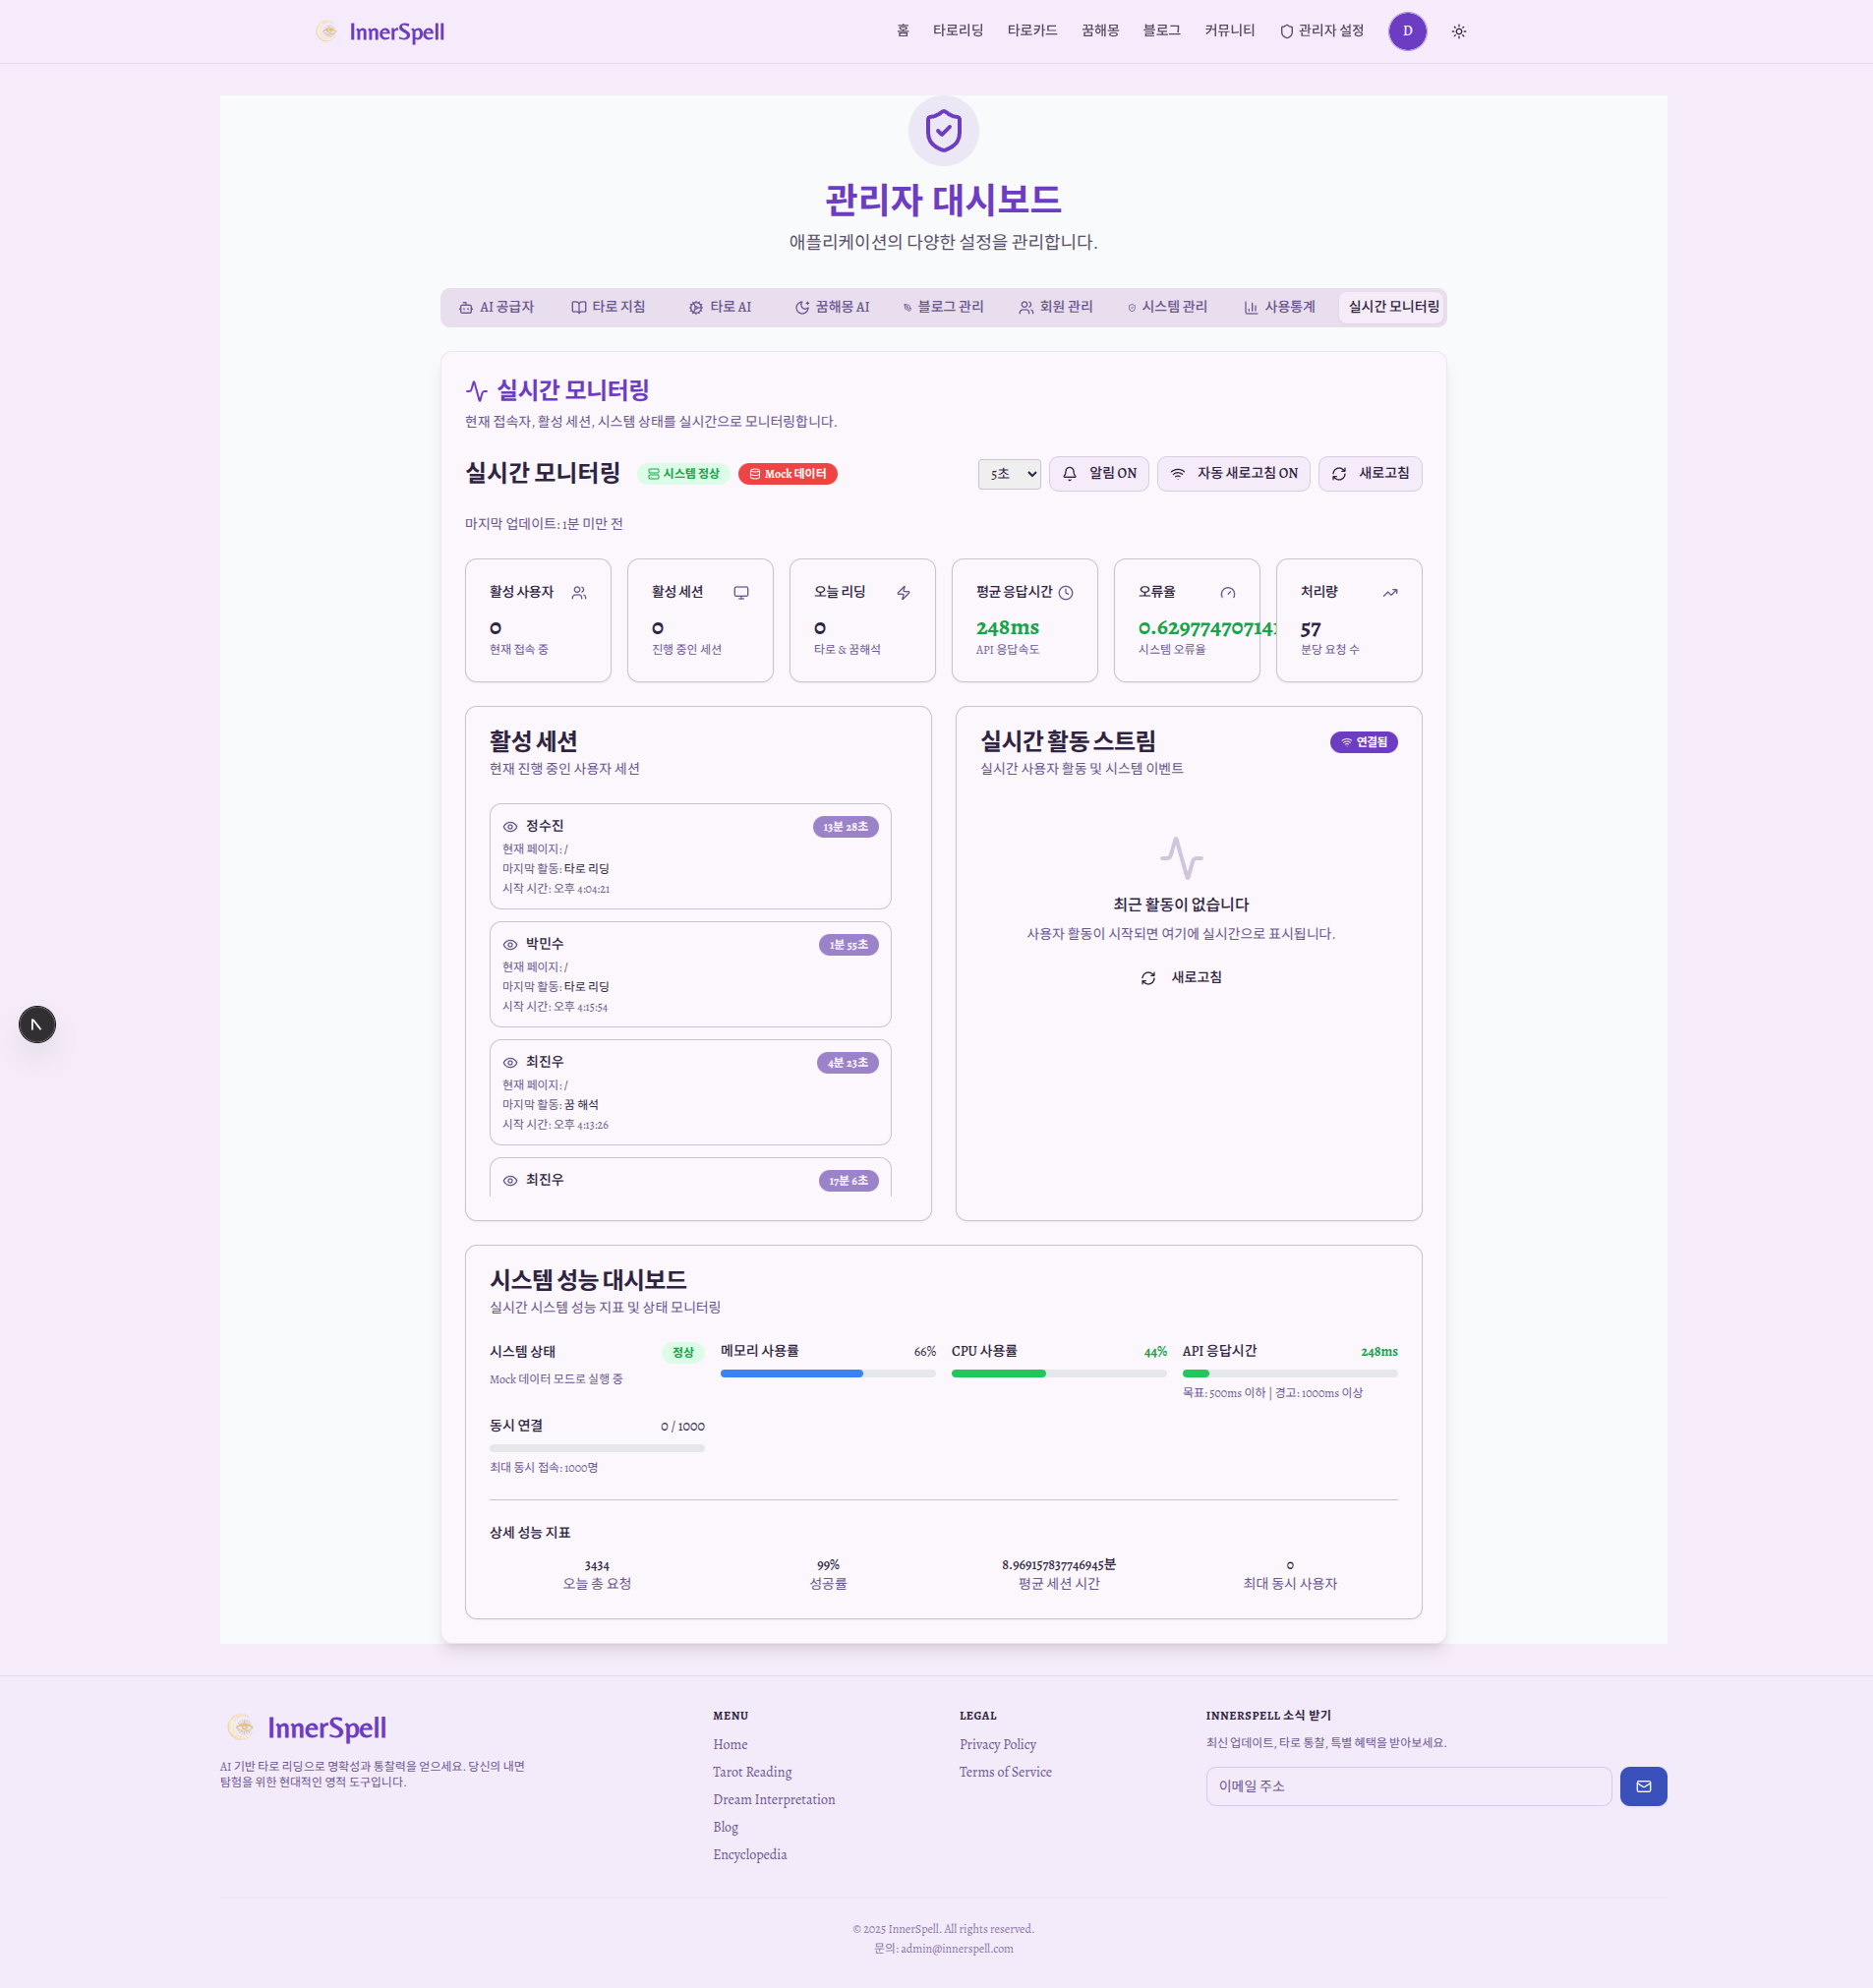 InnerSpell
홈 타로리딩 타로카드 꿈해몽 블로그 커뮤니티 관리자 설정 D
관리자 대시보드
애플리케이션의 다양한 설정을 관리합니다.
AI 공급자 타로 지침 타로 AI 꿈해몽 AI 블로그 관리 회원 관리 시스템 관리 사용통계 실시간 모니터링
실시간 모니터링
현재 접속자, 활성 세션, 시스템 상태를 실시간으로 모니터링합니다.
실시간 모니터링 시스템 정상 Mock 데이터 5초 알림 ON 자동 새로고침 ON 새로고침
마지막 업데이트: 1분 미만 전
활성 사용자
0
현재 접속 중
활성 세션
0
진행 중인 세션
오늘 리딩
0
타로 & 꿈해석
평균 응답시간
248ms
API 응답속도
오류율
0.62977470714
시스템 오류율
처리량
57
분당 요청 수
활성 세션
현재 진행 중인 사용자 세션
정수진 13분 28초
현재 페이지: /
마지막 활동: 타로 리딩
시작 시간: 오후 4:04:21
박민수 1분 55초
현재 페이지: /
마지막 활동: 타로 리딩
시작 시간: 오후 4:15:54
최진우 4분 23초
현재 페이지: /
마지막 활동: 꿈 해석
시작 시간: 오후 4:13:26
최진우 17분 6초
실시간 활동 스트림 연결됨
실시간 사용자 활동 및 시스템 이벤트
최근 활동이 없습니다
사용자 활동이 시작되면 여기에 실시간으로 표시됩니다.
새로고침
시스템 성능 대시보드
실시간 시스템 성능 지표 및 상태 모니터링
시스템 상태 정상
Mock 데이터 모드로 실행 중
메모리 사용률 66%
CPU 사용률 44%
API 응답시간 248ms
목표: 500ms 이하 | 경고: 1000ms 이상
동시 연결 0 / 1000
최대 동시 접속: 1000명
상세 성능 지표
3434
오늘 총 요청
99%
성공률
8.969157837746945분
평균 세션 시간
0
최대 동시 사용자
InnerSpell
AI 기반 타로 리딩으로 명확성과 통찰력을 얻으세요. 당신의 내면
탐험을 위한 현대적인 영적 도구입니다.
MENU
Home
Tarot Reading
Dream Interpretation
Blog
Encyclopedia
LEGAL
Privacy Policy
Terms of Service
INNERSPELL 소식 받기
최신 업데이트, 타로 통찰, 특별 혜택을 받아보세요.
이메일 주소
© 2025 InnerSpell. All rights reserved.
문의: admin@innerspell.com